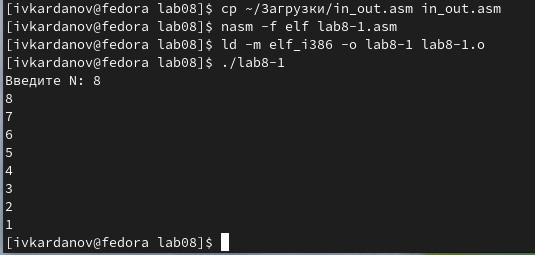 [ivkardanov@fedora lab08]$ cp ~/Загрузки/in_out.asm in_out.asm
[ivkardanov@fedora lab08]$ nasm -f elf lab8-1.asm
[ivkardanov@fedora lab08]$ ld -m elf_i386 -o lab8-1 lab8-1.o
[ivkardanov@fedora lab08]$ ./lab8-1
Введите N: 8
8
7
6
5
4
3
2
1
[ivkardanov@fedora lab08]$